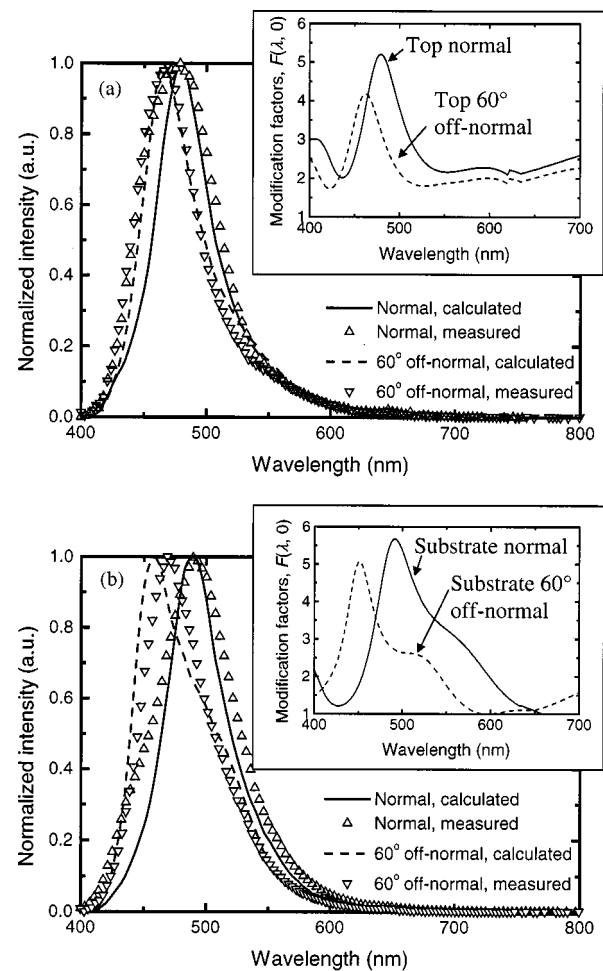 (a)
Normalized intensity (a.u.)
1.0
0.8
0.6
0.4
0.2
0.0
400 500 600 700 800
Wavelength (nm)
Modification factors, F(λ, 0)
6
5
4
3
2
1
400 500 600 700
Wavelength (nm)
Top normal
Top 60°
off-normal
Normal, calculated
Normal, measured
60° off-normal, calculated
60° off-normal, measured
(b)
Normalized intensity (a.u.)
1.0
0.8
0.6
0.4
0.2
0.0
400 500 600 700 800
Wavelength (nm)
Modification factors, F(λ, 0)
6
5
4
3
2
1
400 500 600 700
Wavelength (nm)
Substrate normal
Substrate 60°
off-normal
Normal, calculated
Normal, measured
60° off-normal, calculated
60° off-normal, measured